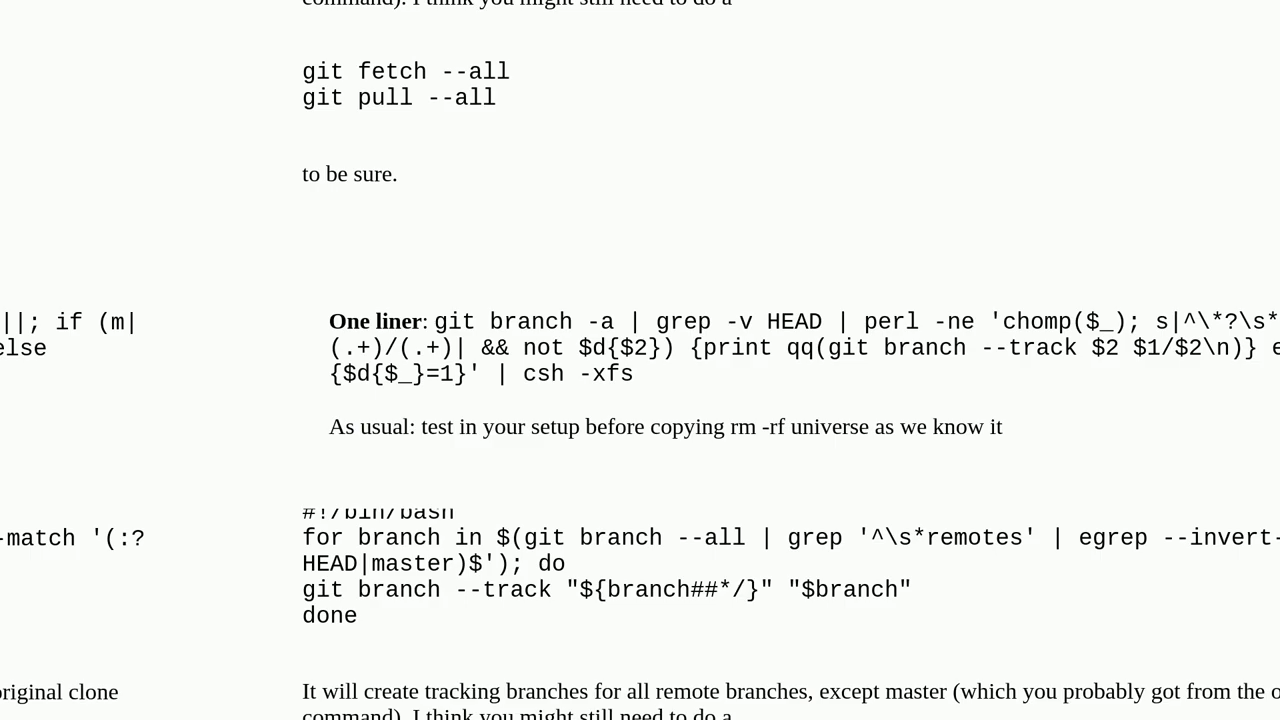 command). I think you might still need to do a
git fetch --all
git pull --all
to be sure.
||; if (m|
else
One liner: git branch -a | grep -v HEAD | perl -ne 'chomp($_); s|^\*?\s*
(.+)/(.+)| && not $d{$2}) {print qq(git branch --track $2 $1/$2\n)} e
{$d{$_}=1}' | csh -xfs
As usual: test in your setup before copying rm -rf universe as we know it
#!/bin/bash
-match '(:?
for branch in $(git branch --all | grep '^\s*remotes' | egrep --invert-
HEAD|master)$'); do
git branch --track "${branch##*/}" "$branch"
done
original clone
It will create tracking branches for all remote branches, except master (which you probably got from the o
command). I think you might still need to do a